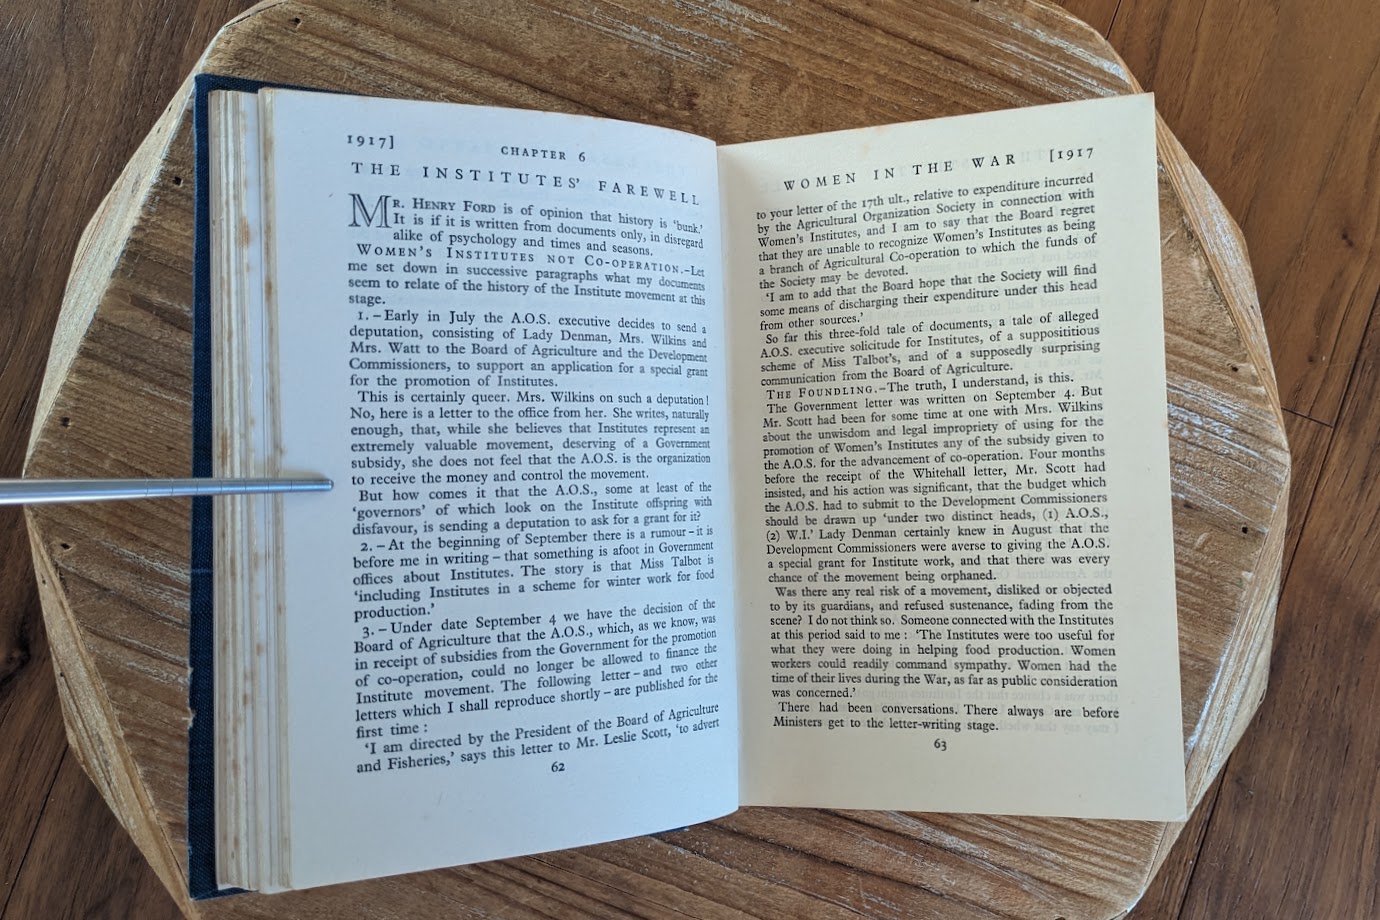 1917]
CHAPTER 6
THE INSTITUTES' FAREWELL
MR. HENRY FORD is of opinion that history is 'bunk.'
It is if it is written from documents only, in disregard
alike of psychology and times and seasons.
WOMEN'S INSTITUTES NOT CO-OPERATION.–Let
me set down in successive paragraphs what my documents
seem to relate of the history of the Institute movement at this
stage.
1.–Early in July the A.O.S. executive decides to send a
deputation, consisting of Lady Denman, Mrs. Wilkins and
Mrs. Watt to the Board of Agriculture and the Development
Commissioners, to support an application for a special grant
for the promotion of Institutes.
This is certainly queer. Mrs. Wilkins on such a deputation!
No, here is a letter to the office from her. She writes, naturally
enough, that, while she believes that Institutes represent an
extremely valuable movement, deserving of a Government
subsidy, she does not feel that the A.O.S. is the organization
to receive the money and control the movement.
But how comes it that the A.O.S., some at least of the
'governors' of which look on the Institute offspring with
disfavour, is sending a deputation to ask for a grant for it?
2.–At the beginning of September there is a rumour–it is
before me in writing–that something is afoot in Government
offices about Institutes. The story is that Miss Talbot is
'including Institutes in a scheme for winter work for food
production.'
3.–Under date September 4 we have the decision of the
Board of Agriculture that the A.O.S., which, as we know, was
in receipt of subsidies from the Government for the promotion
of co-operation, could no longer be allowed to finance the
Institute movement. The following letter–and two other
letters which I shall reproduce shortly–are published for the
first time:
'I am directed by the President of the Board of Agriculture
and Fisheries,' says this letter to Mr. Leslie Scott, 'to advert
62
WOMEN IN THE WAR [1917
to your letter of the 17th ult., relative to expenditure incurred
by the Agricultural Organization Society in connection with
Women's Institutes, and I am to say that the Board regret
that they are unable to recognize Women's Institutes as being
a branch of Agricultural Co-operation to which the funds of
the Society may be devoted.
'I am to add that the Board hope that the Society will find
some means of discharging their expenditure under this head
from other sources.'
So far this three-fold tale of documents, a tale of alleged
A.O.S. executive solicitude for Institutes, of a supposititious
scheme of Miss Talbot's, and of a supposedly surprising
communication from the Board of Agriculture.
THE FOUNDLING.–The truth, I understand, is this.
The Government letter was written on September 4. But
Mr. Scott had been for some time at one with Mrs. Wilkins
about the unwisdom and legal impropriety of using for the
promotion of Women's Institutes any of the subsidy given to
the A.O.S. for the advancement of co-operation. Four months
before the receipt of the Whitehall letter, Mr. Scott had
insisted, and his action was significant, that the budget which
the A.O.S. had to submit to the Development Commissioners
should be drawn up 'under two distinct heads, (1) A.O.S.,
(2) W.I.' Lady Denman certainly knew in August that the
Development Commissioners were averse to giving the A.O.S.
a special grant for Institute work, and that there was every
chance of the movement being orphaned.
Was there any real risk of a movement, disliked or objected
to by its guardians, and refused sustenance, fading from the
scene? I do not think so. Someone connected with the Institutes
at this period said to me: 'The Institutes were too useful for
what they were doing in helping food production. Women
workers could readily command sympathy. Women had the
time of their lives during the War, as far as public consideration
was concerned.'
There had been conversations. There always are before
Ministers get to the letter-writing stage.
63